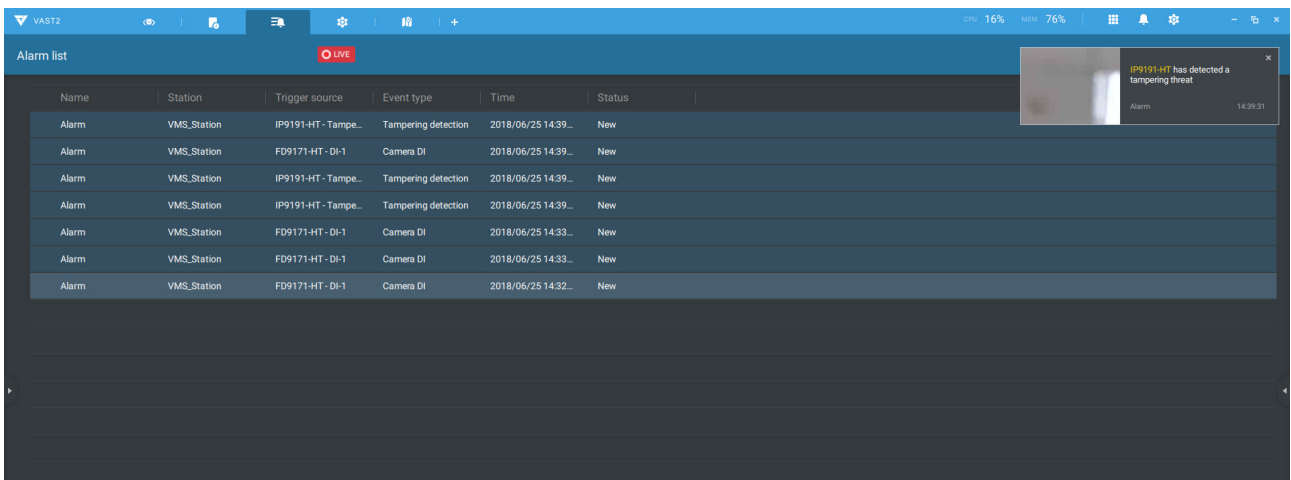 VAST2 CPU 16% MEM 76%
Alarm list LIVE
IP9191-HT has detected a
tampering threat
Alarm 14:39:31
Name Station Trigger source Event type Time Status
Alarm VMS_Station IP9191-HT - Tampe... Tampering detection 2018/06/25 14:39... New
Alarm VMS_Station FD9171-HT - DI-1 Camera DI 2018/06/25 14:39... New
Alarm VMS_Station IP9191-HT - Tampe... Tampering detection 2018/06/25 14:39... New
Alarm VMS_Station IP9191-HT - Tampe... Tampering detection 2018/06/25 14:39... New
Alarm VMS_Station FD9171-HT - DI-1 Camera DI 2018/06/25 14:33... New
Alarm VMS_Station FD9171-HT - DI-1 Camera DI 2018/06/25 14:33... New
Alarm VMS_Station FD9171-HT - DI-1 Camera DI 2018/06/25 14:32... New